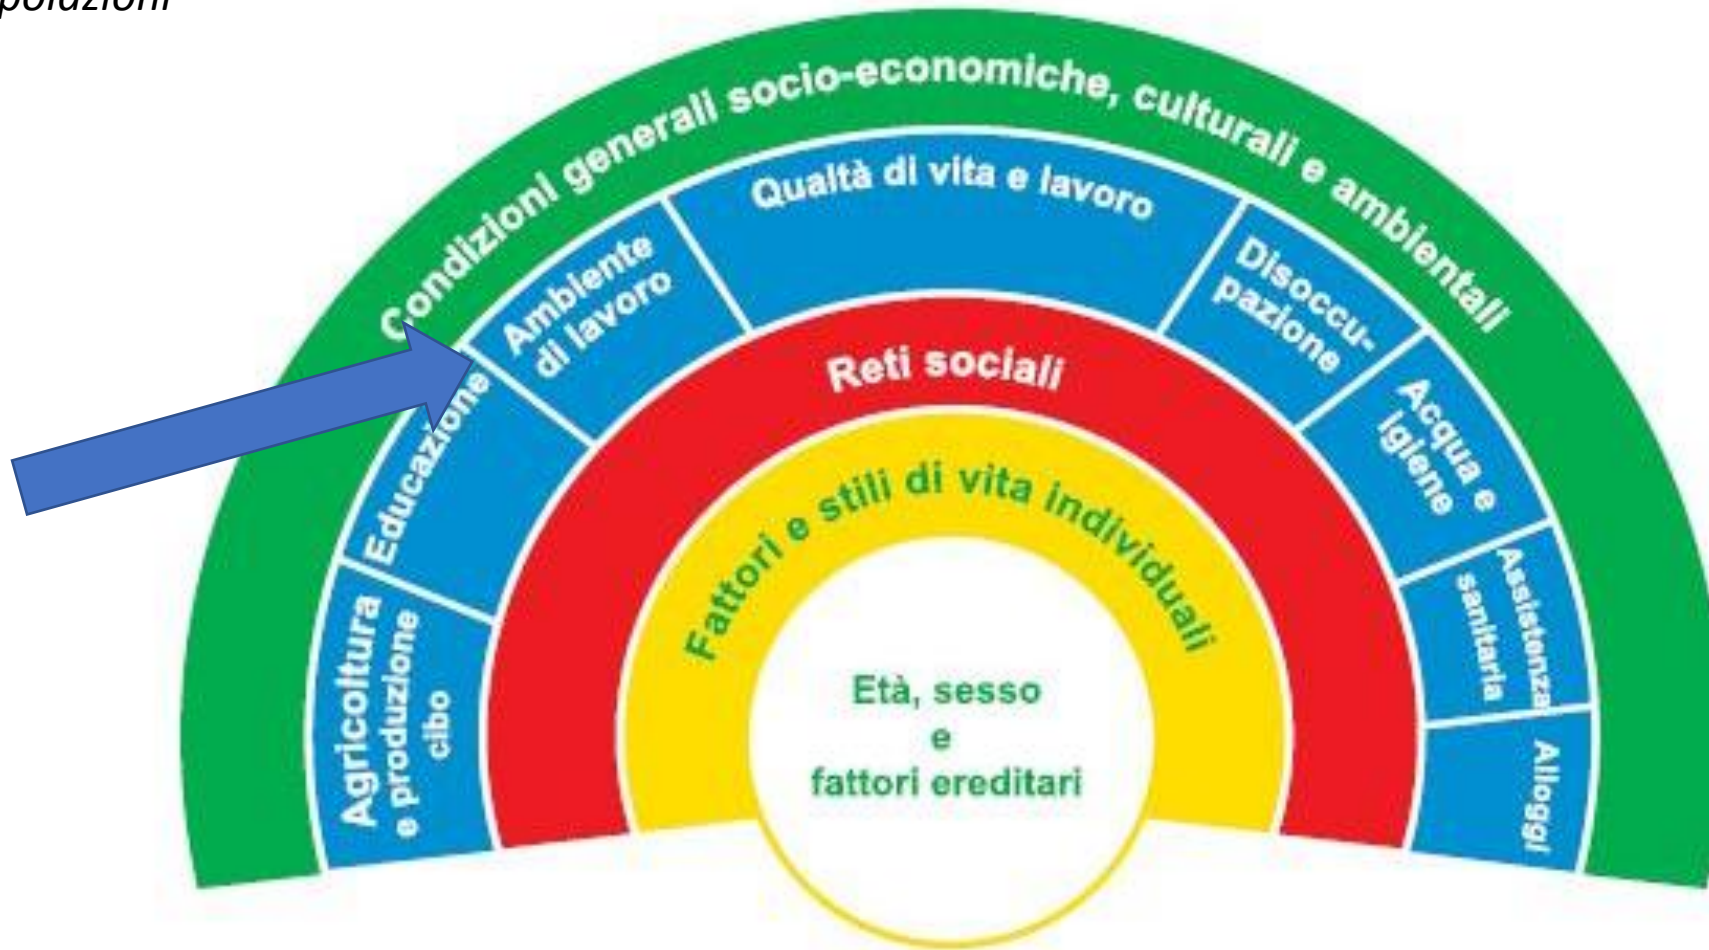 polazioni
Condizioni generali socio-economiche, culturali e ambientali
Qualtà di vita e lavoro
Ambiente
di lavoro
Disoccu-
pazione
Educazione
Acqua e
igiene
Agricoltura
e produzione
cibo
Assistenza
sanitaria
Alloggi
Reti sociali
Fattori e stili di vita individuali
Età, sesso
e
fattori ereditari